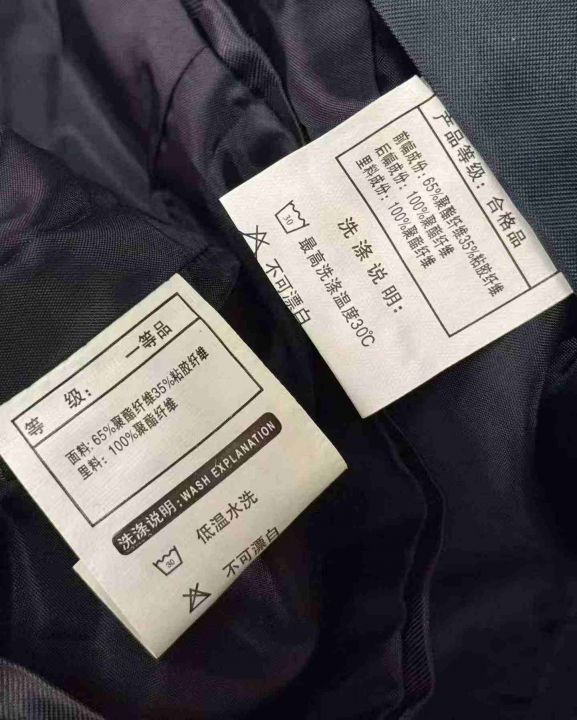 产品等级: 合格品
前幅成份: 65%聚酯纤维35%粘胶纤维
后幅成份: 100%聚酯纤维
里料成份: 100%聚酯纤维
洗涤说明:
30
最高洗涤温度30℃
不可漂白
等 级: 一等品
面料: 65%聚酯纤维35%粘胶纤维
里料: 100%聚酯纤维
洗涤说明:WASH EXPLANATION
30
低温水洗
不可漂白